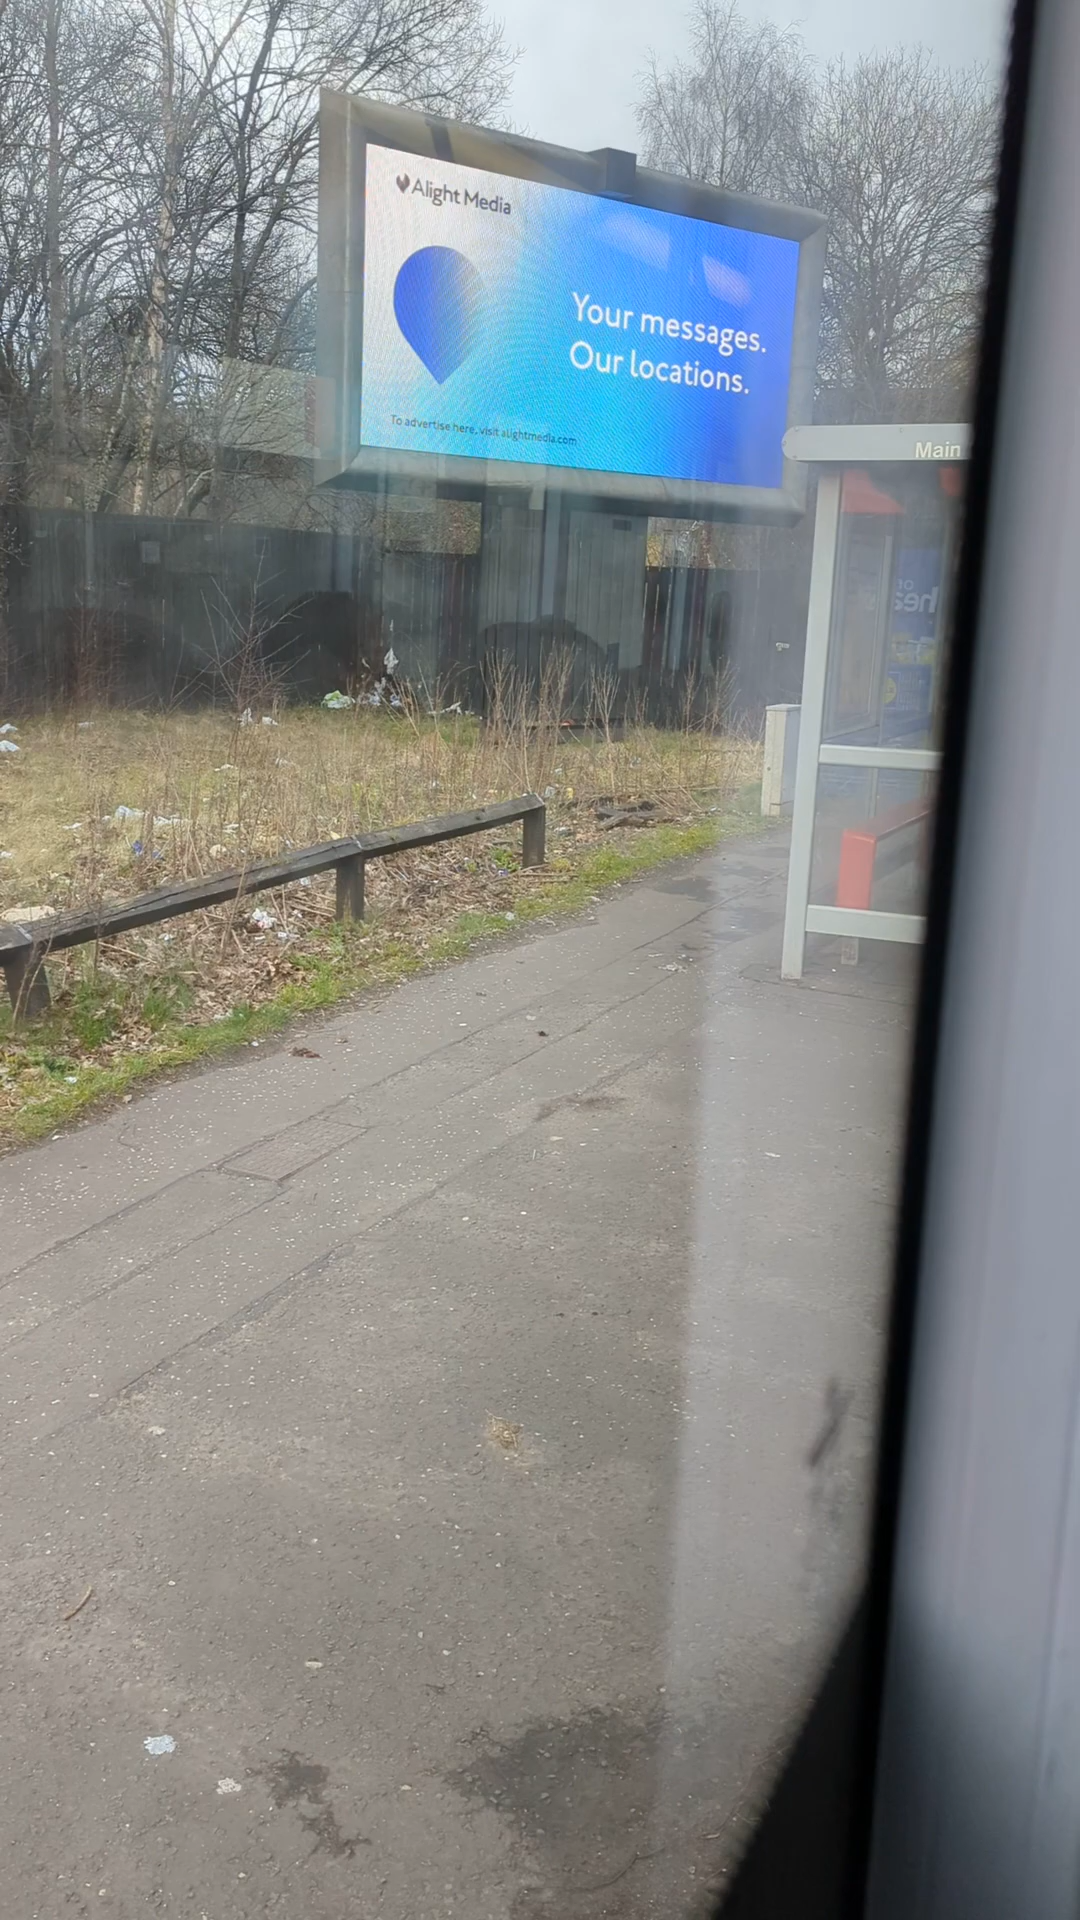 Alight Media
Your messages.
Our locations.
To advertise here, visit alightmedia.com
Main